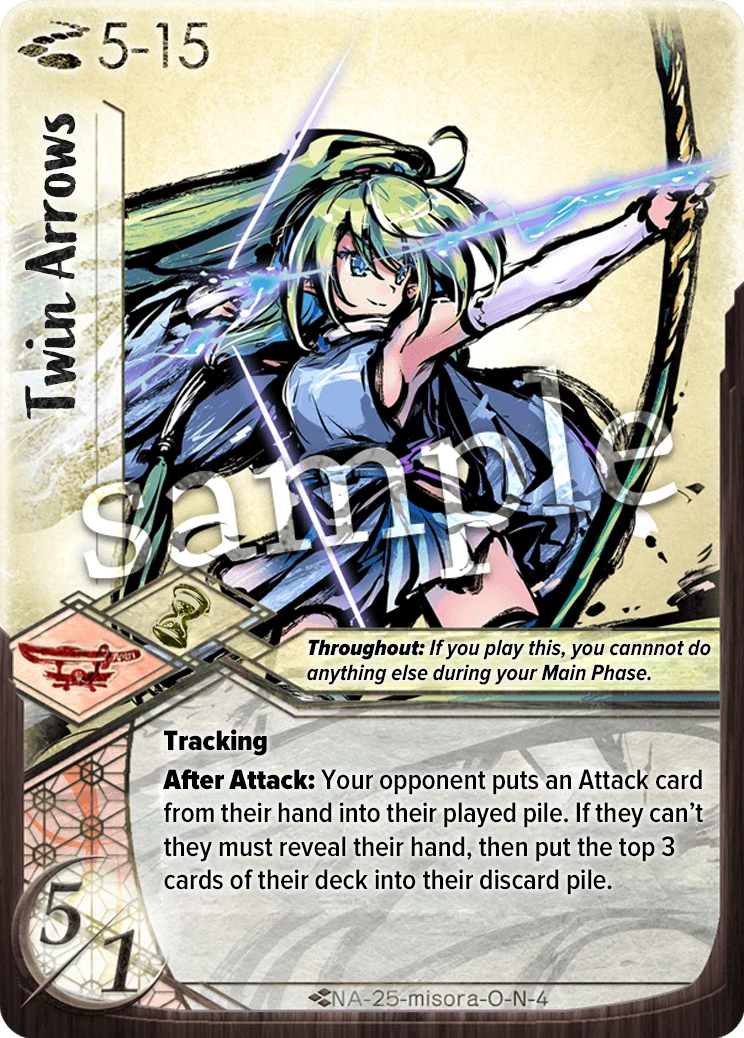 5-15
Twin Arrows
sample
Throughout: If you play this, you cannnot do
anything else during your Main Phase.
Tracking
After Attack: Your opponent puts an Attack card
from their hand into their played pile. If they can't
they must reveal their hand, then put the top 3
cards of their deck into their discard pile.
5/1
NA-25-misora-O-N-4